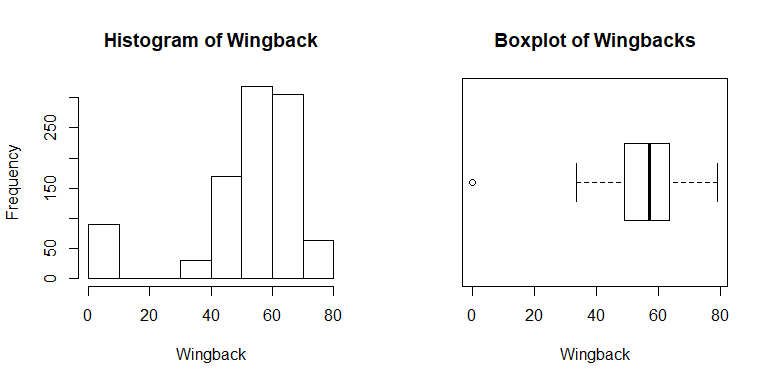 Histogram of Wingback
Frequency
0
50
150
250
0 20 40 60 80
Wingback
Boxplot of Wingbacks
0 20 40 60 80
Wingback